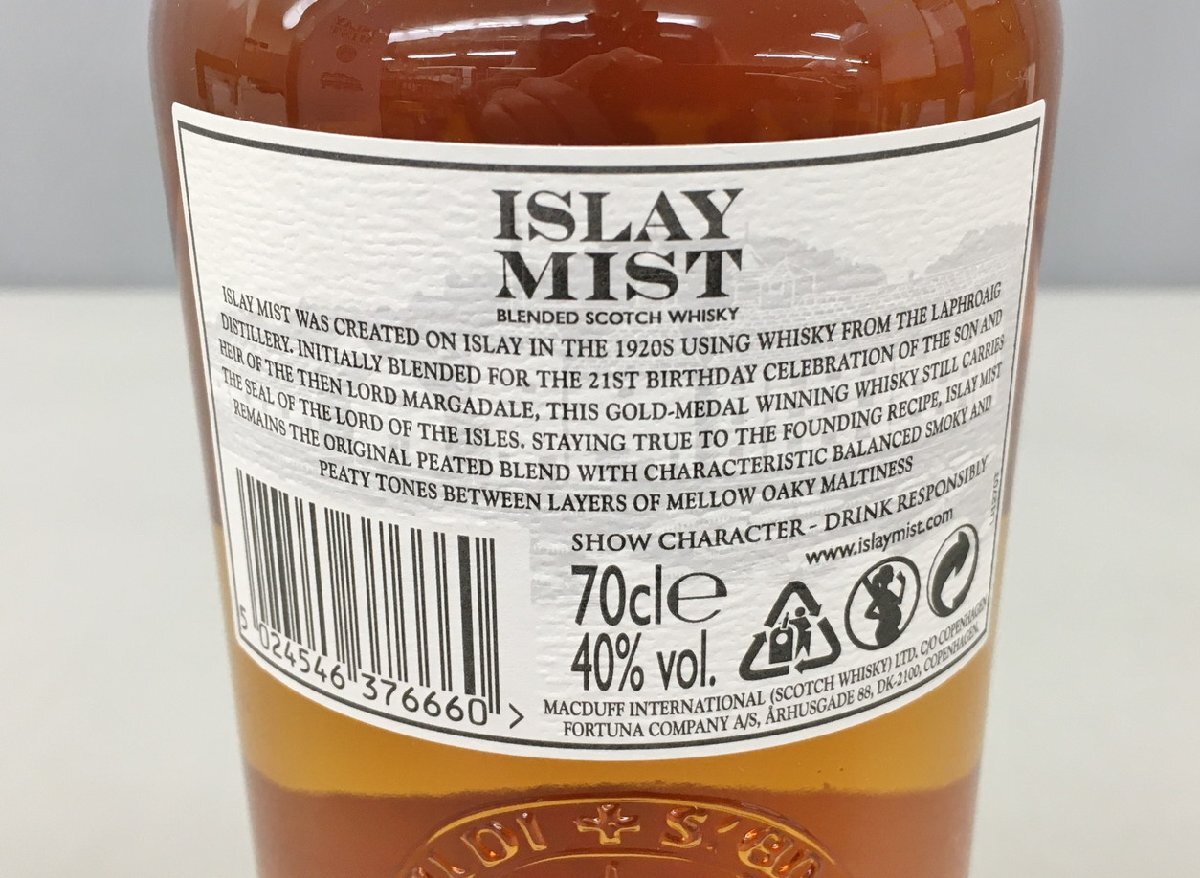 ISLAY
MIST
BLENDED SCOTCH WHISKY
ISLAY MIST WAS CREATED ON ISLAY IN THE 1920S USING WHISKY FROM THE LAPHROAIG
DISTILLERY. INITIALLY BLENDED FOR THE 21ST BIRTHDAY CELEBRATION OF THE SON AND
HEIR OF THE THEN LORD MARGADALE, THIS GOLD-MEDAL WINNING WHISKY STILL CARRIES
THE SEAL OF THE LORD OF THE ISLES. STAYING TRUE TO THE FOUNDING RECIPE, ISLAY MIST
REMAINS THE ORIGINAL PEATED BLEND WITH CHARACTERISTIC BALANCED SMOKY AND
PEATY TONES BETWEEN LAYERS OF MELLOW OAKY MALTINESS
SHOW CHARACTER - DRINK RESPONSIBLY
www.islaymist.com
70cl e
40% vol.
5 024546 376660 >
MACDUFF INTERNATIONAL (SCOTCH WHISKY) LTD. C/O COPENHAGEN
FORTUNA COMPANY A/S, ÅRHUSGADE 88, DK-2100, COPENHAGEN.